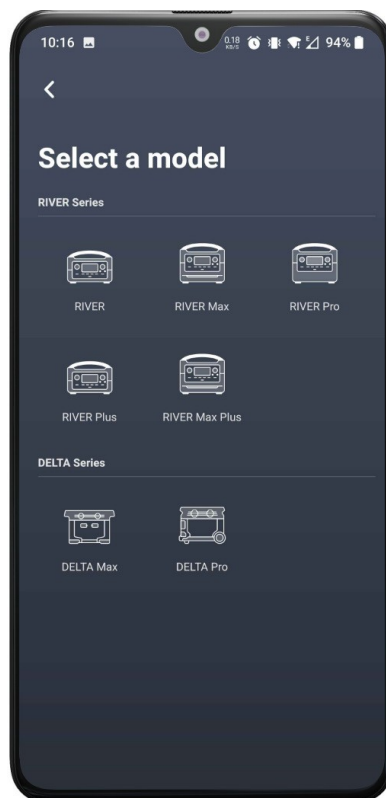 10:16 0.18 KB/S E 94%
Select a model
RIVER Series
RIVER RIVER Max RIVER Pro
RIVER Plus RIVER Max Plus
DELTA Series
DELTA Max DELTA Pro